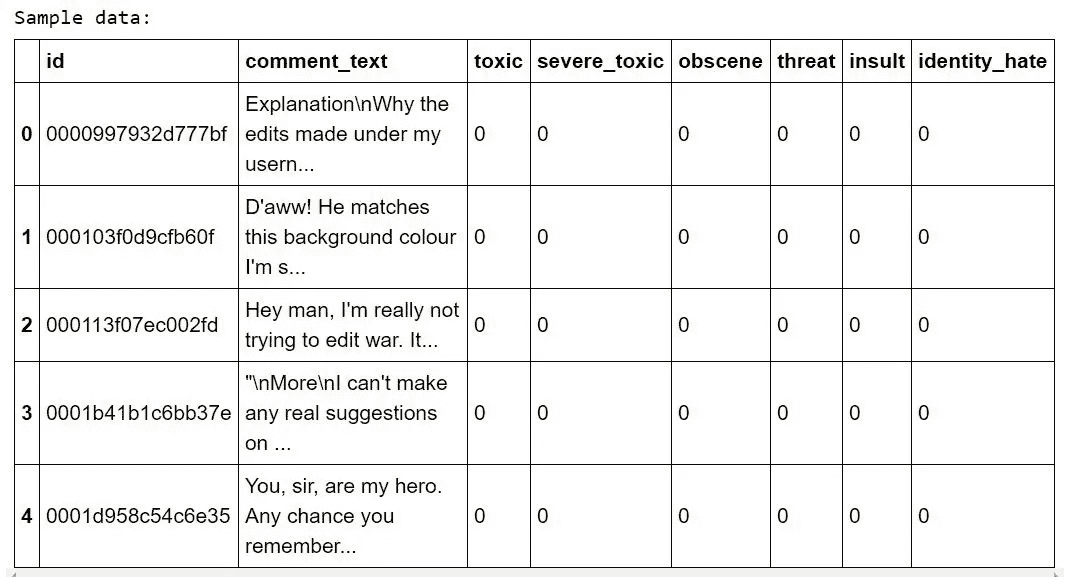 Sample data:
id comment_text toxic severe_toxic obscene threat insult identity_hate
Explanation\nWhy the
0 0000997932d777bf edits made under my 0 0 0 0 0 0
usern...
D'aww! He matches
1 000103f0d9cfb60f this background colour 0 0 0 0 0 0
I'm s...
Hey man, I'm really not
2 000113f07ec002fd trying to edit war. It... 0 0 0 0 0 0
"\nMore\nI can't make
3 0001b41b1c6bb37e any real suggestions 0 0 0 0 0 0
on ...
You, sir, are my hero.
4 0001d958c54c6e35 Any chance you 0 0 0 0 0 0
remember...